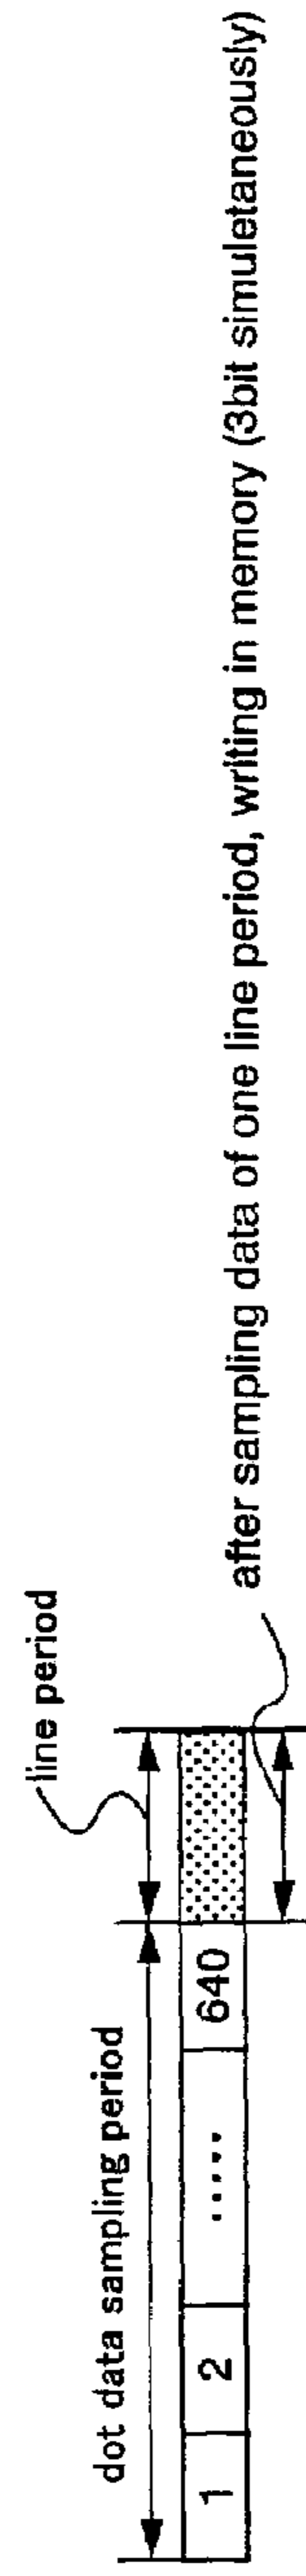 line period
dot data sampling period
1 2 ..... 640
after sampling data of one line period, writing in memory (3bit simuletaneously)